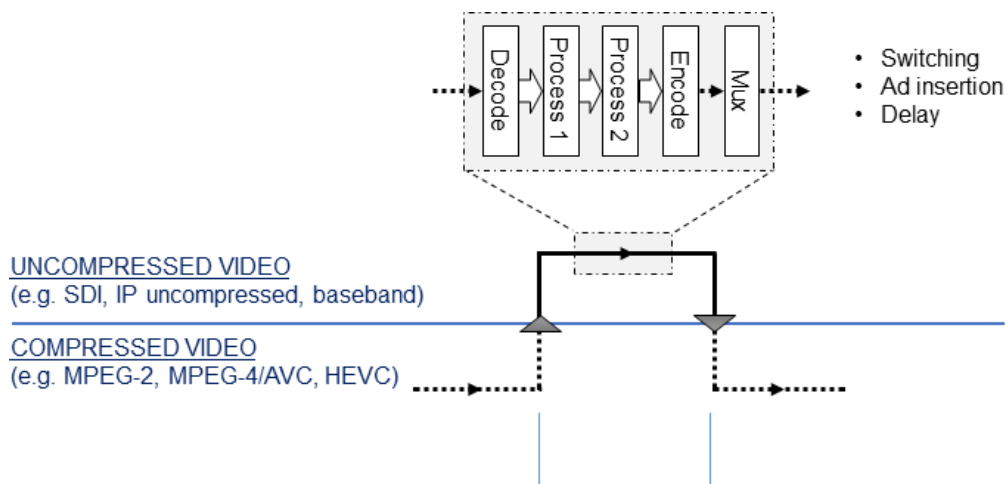 Decode
Process 1
Process 2
Encode
Mux
• Switching
• Ad insertion
• Delay
UNCOMPRESSED VIDEO
(e.g. SDI, IP uncompressed, baseband)
COMPRESSED VIDEO
(e.g. MPEG-2, MPEG-4/AVC, HEVC)